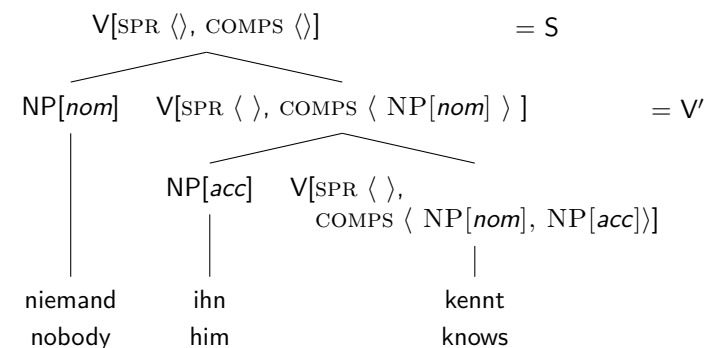 V[SPR ⟨⟩, COMPS ⟨⟩] = S
NP[nom] V[SPR ⟨ ⟩, COMPS ⟨ NP[nom] ⟩ ] = V′
NP[acc] V[SPR ⟨ ⟩,
COMPS ⟨ NP[nom], NP[acc]⟩]
niemand ihn kennt
nobody him knows